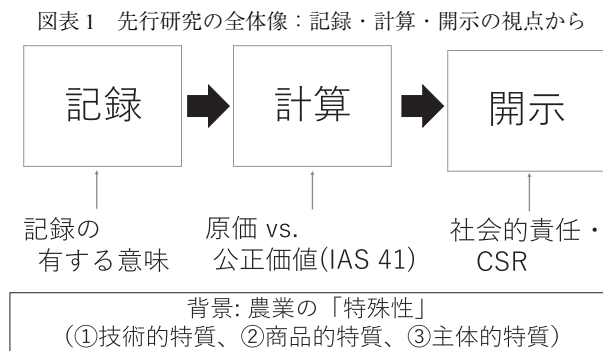 図表1 先行研究の全体像：記録・計算・開示の視点から
記録
計算
開示
記録の
有する意味
原価 vs.
公正価値(IAS 41)
社会的責任・
CSR
背景: 農業の「特殊性」
（①技術的特質、②商品的特質、③主体的特質）